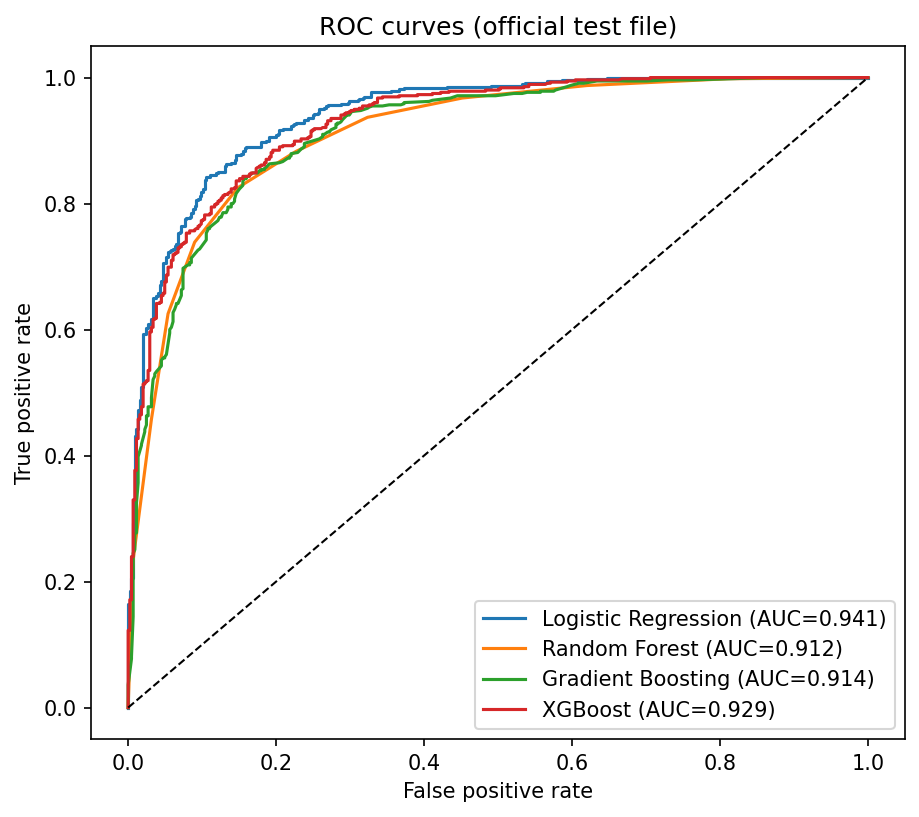 ROC curves (official test file)
True positive rate
1.0
0.8
0.6
0.4
0.2
0.0
Logistic Regression (AUC=0.941)
Random Forest (AUC=0.912)
Gradient Boosting (AUC=0.914)
XGBoost (AUC=0.929)
0.0 0.2 0.4 0.6 0.8 1.0
False positive rate